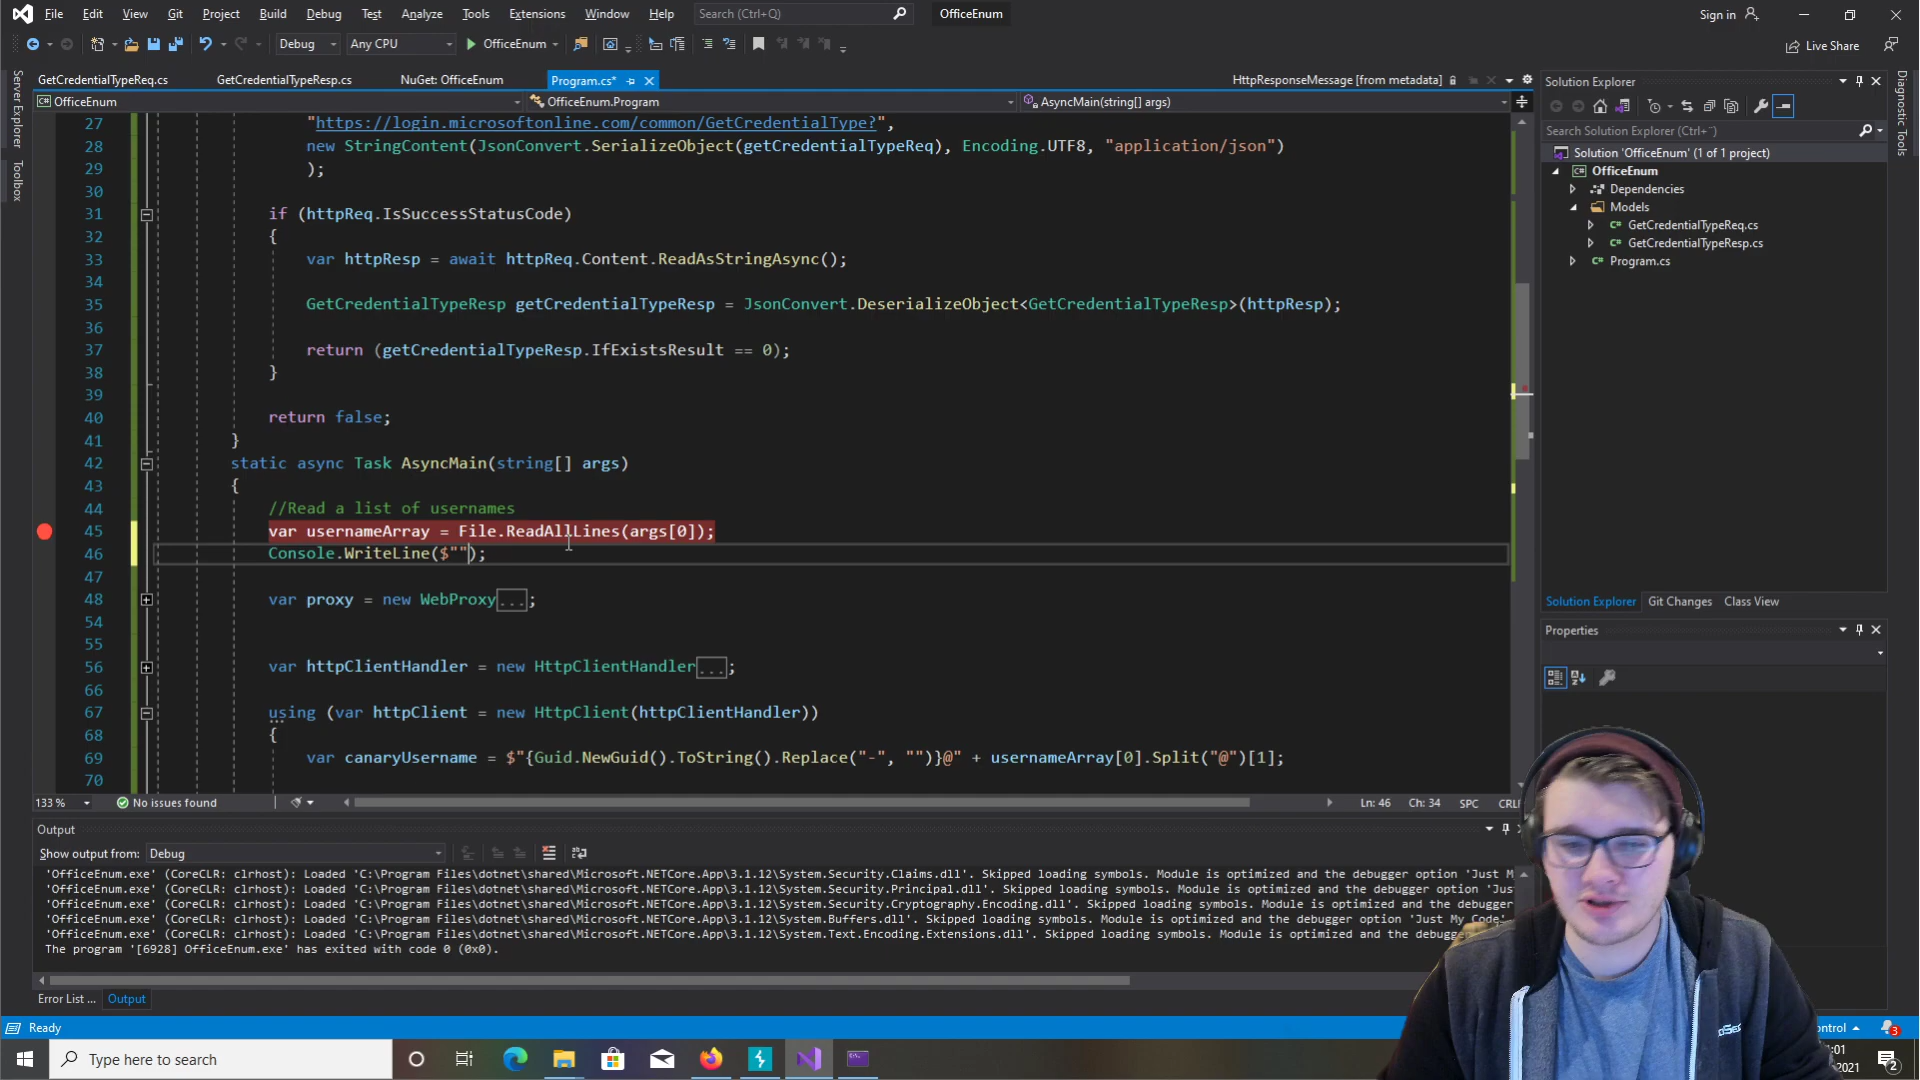 File Edit View Git Project Build Debug Test Analyze Tools Extensions Window Help Search (Ctrl+Q) OfficeEnum Sign in
Debug Any CPU OfficeEnum Live Share
GetCredentialTypeReq.cs GetCredentialTypeResp.cs NuGet: OfficeEnum Program.cs* HttpResponseMessage [from metadata]
OfficeEnum OfficeEnum.Program AsyncMain(string[] args)
Server Explorer
Toolbox
27 "https://login.microsoftonline.com/common/GetCredentialType?",
28 new StringContent(JsonConvert.SerializeObject(getCredentialTypeReq), Encoding.UTF8, "application/json")
29 );
30
31 if (httpReq.IsSuccessStatusCode)
32 {
33 var httpResp = await httpReq.Content.ReadAsStringAsync();
34
35 GetCredentialTypeResp getCredentialTypeResp = JsonConvert.DeserializeObject<GetCredentialTypeResp>(httpResp);
36
37 return (getCredentialTypeResp.IfExistsResult == 0);
38 }
39
40 return false;
41 }
42 static async Task AsyncMain(string[] args)
43 {
44 //Read a list of usernames
45 var usernameArray = File.ReadAllLines(args[0]);
46 Console.WriteLine($"");
47
48 var proxy = new WebProxy...;
54
55
56 var httpClientHandler = new HttpClientHandler...;
66
67 using (var httpClient = new HttpClient(httpClientHandler))
68 {
69 var canaryUsername = $"{Guid.NewGuid().ToString().Replace("-", "")}@" + usernameArray[0].Split("@")[1];
70
133 % No issues found Ln: 46 Ch: 34 SPC CRL
Output
Show output from: Debug
'OfficeEnum.exe' (CoreCLR: clrhost): Loaded 'C:\Program Files\dotnet\shared\Microsoft.NETCore.App\3.1.12\System.Security.Claims.dll'. Skipped loading symbols. Module is optimized and the debugger option 'Just M
'OfficeEnum.exe' (CoreCLR: clrhost): Loaded 'C:\Program Files\dotnet\shared\Microsoft.NETCore.App\3.1.12\System.Security.Principal.dll'. Skipped loading symbols. Module is optimized and the debugger option 'Jus
'OfficeEnum.exe' (CoreCLR: clrhost): Loaded 'C:\Program Files\dotnet\shared\Microsoft.NETCore.App\3.1.12\System.Security.Cryptography.Encoding.dll'. Skipped loading symbols. Module is optimized and the debugger
'OfficeEnum.exe' (CoreCLR: clrhost): Loaded 'C:\Program Files\dotnet\shared\Microsoft.NETCore.App\3.1.12\System.Buffers.dll'. Skipped loading symbols. Module is optimized and the debugger option 'Just My Code'
'OfficeEnum.exe' (CoreCLR: clrhost): Loaded 'C:\Program Files\dotnet\shared\Microsoft.NETCore.App\3.1.12\System.Text.Encoding.Extensions.dll'. Skipped loading symbols. Module is optimized and the debugge
The program '[6928] OfficeEnum.exe' has exited with code 0 (0x0).
Error List ... Output
Ready
Solution Explorer
Search Solution Explorer (Ctrl+")
Solution 'OfficeEnum' (1 of 1 project)
OfficeEnum
Dependencies
Models
GetCredentialTypeReq.cs
GetCredentialTypeResp.cs
Program.cs
Solution Explorer Git Changes Class View
Properties
Diagnostic Tools
ontrol 3
Type here to search
:01
2021
2